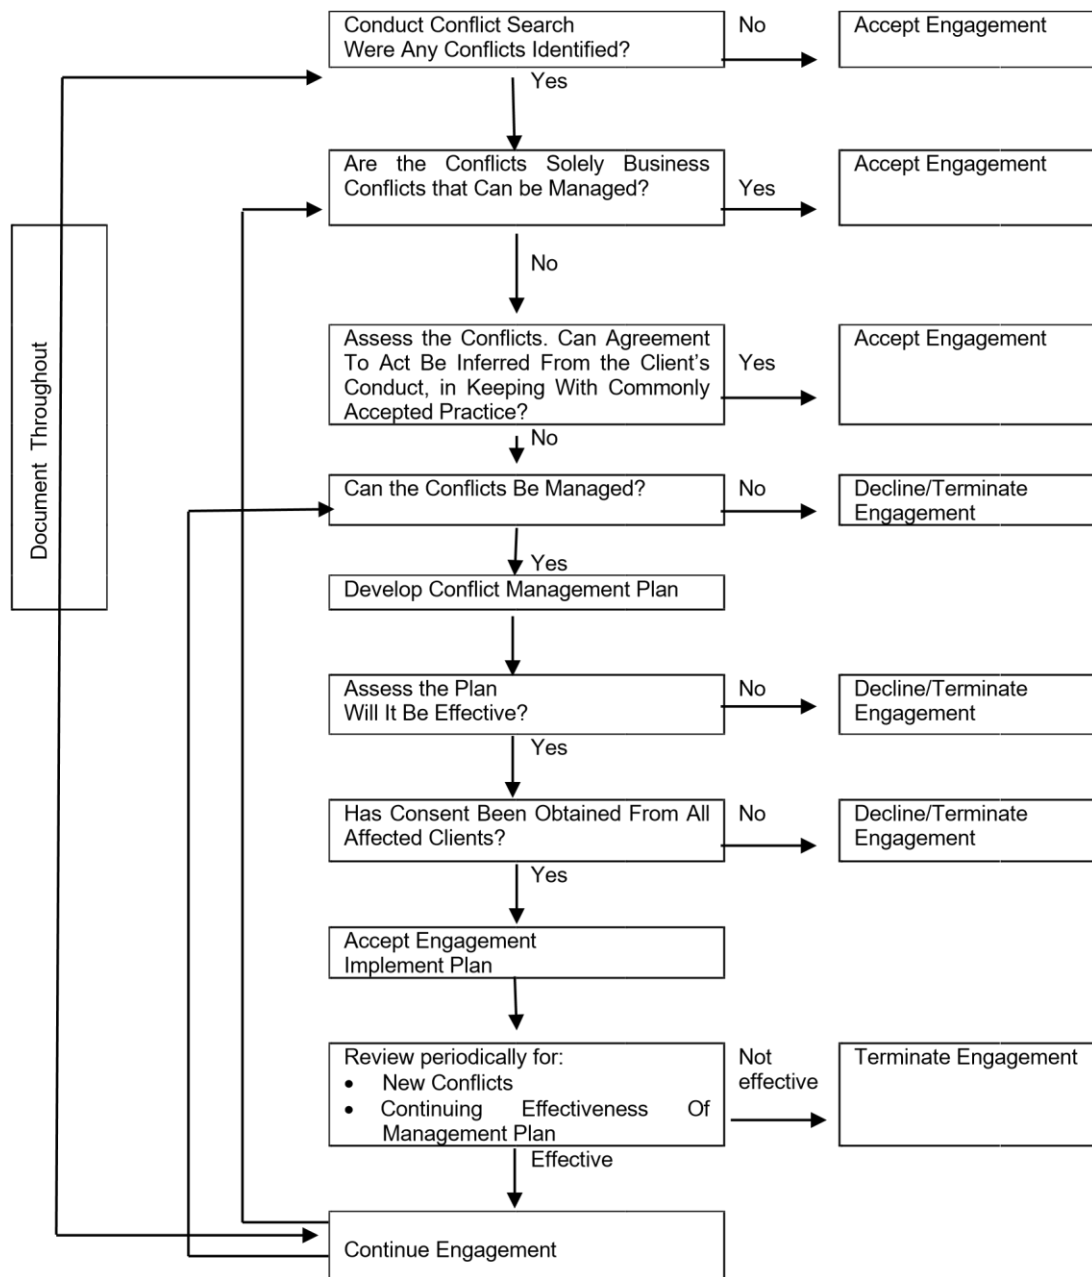 Conduct Conflict Search
Were Any Conflicts Identified?
No
Accept Engagement
Yes
Are the Conflicts Solely Business
Conflicts that Can be Managed?
Yes
Accept Engagement
No
Document Throughout
Assess the Conflicts. Can Agreement
To Act Be Inferred From the Client’s
Conduct, in Keeping With Commonly
Accepted Practice?
Yes
Accept Engagement
No
Can the Conflicts Be Managed?
No
Decline/Terminate
Engagement
Yes
Develop Conflict Management Plan
Assess the Plan
Will It Be Effective?
No
Decline/Terminate
Engagement
Yes
Has Consent Been Obtained From All
Affected Clients?
No
Decline/Terminate
Engagement
Yes
Accept Engagement
Implement Plan
Review periodically for:
• New Conflicts
• Continuing Effectiveness Of
Management Plan
Not
effective
Terminate Engagement
Effective
Continue Engagement